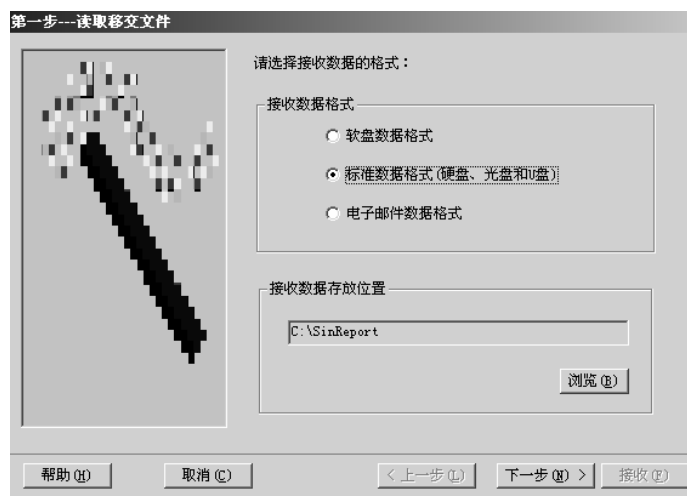 第一步---读取移交文件
请选择接收数据的格式：
接收数据格式
软盘数据格式
标准数据格式(硬盘、光盘和U盘)
电子邮件数据格式
接收数据存放位置
C:\SinReport
浏览(B)
帮助(H) 取消(C) < 上一步(L) 下一步(N) > 接收(F)